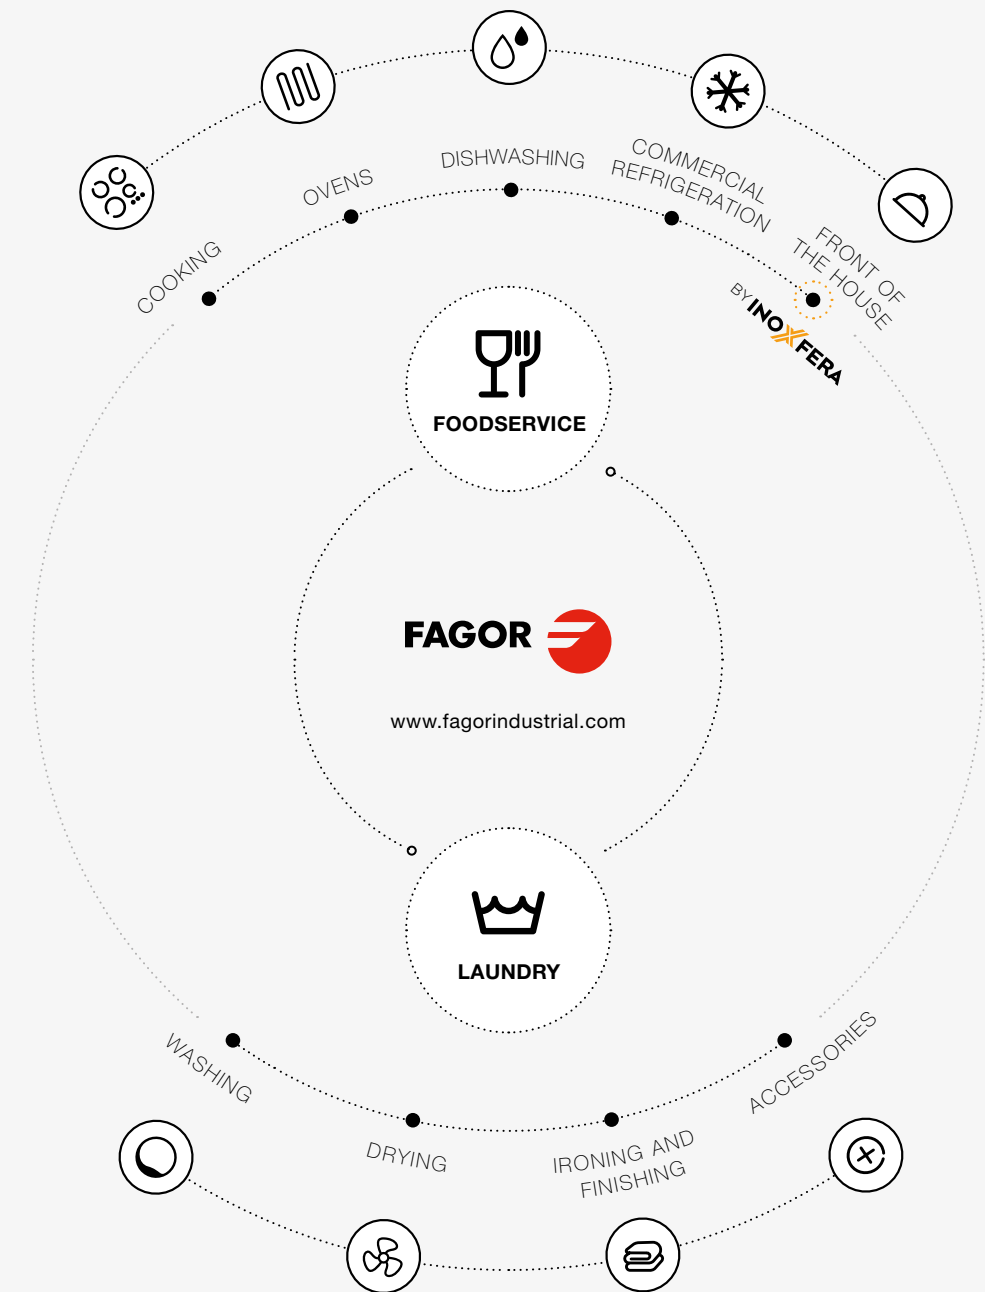 DISHWASHING
OVENS
COMMERCIAL
REFRIGERATION
COOKING
FRONT OF
THE HOUSE
BY INOXFERA
FOODSERVICE
FAGOR
www.fagorindustrial.com
LAUNDRY
WASHING
DRYING
IRONING AND
FINISHING
ACCESSORIES